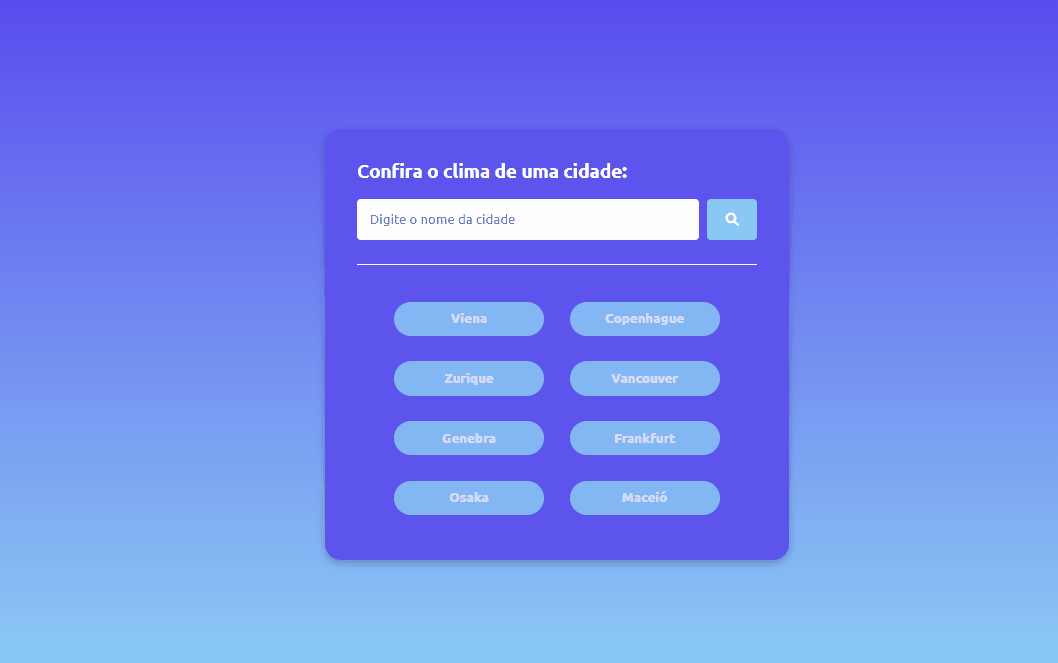 Confira o clima de uma cidade:
Digite o nome da cidade
Viena
Copenhague
Zurique
Vancouver
Genebra
Frankfurt
Osaka
Maceió